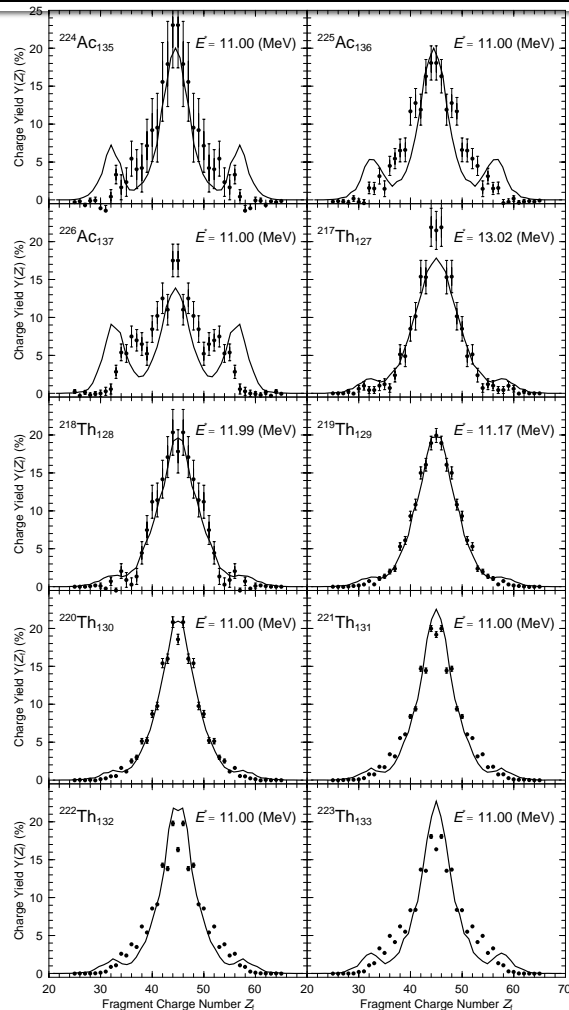 25
20
15
10
5
0
Charge Yield Y(Z) (%)
²²⁴Ac₁₃₅ E* = 11.00 (MeV)
²²⁵Ac₁₃₆ E* = 11.00 (MeV)
20
15
10
5
0
Charge Yield Y(Z) (%)
²²⁶Ac₁₃₇ E* = 11.00 (MeV)
²¹⁷Th₁₂₇ E* = 13.02 (MeV)
20
15
10
5
0
Charge Yield Y(Z) (%)
²¹⁸Th₁₂₈ E* = 11.99 (MeV)
²¹⁹Th₁₂₉ E* = 11.17 (MeV)
20
15
10
5
0
Charge Yield Y(Z) (%)
²²⁰Th₁₃₀ E* = 11.00 (MeV)
²²¹Th₁₃₁ E* = 11.00 (MeV)
20
15
10
5
0
Charge Yield Y(Z) (%)
²²²Th₁₃₂ E* = 11.00 (MeV)
²²³Th₁₃₃ E* = 11.00 (MeV)
20 30 40 50 60 20 30 40 50 60 70
Fragment Charge Number Zf Fragment Charge Number Zf